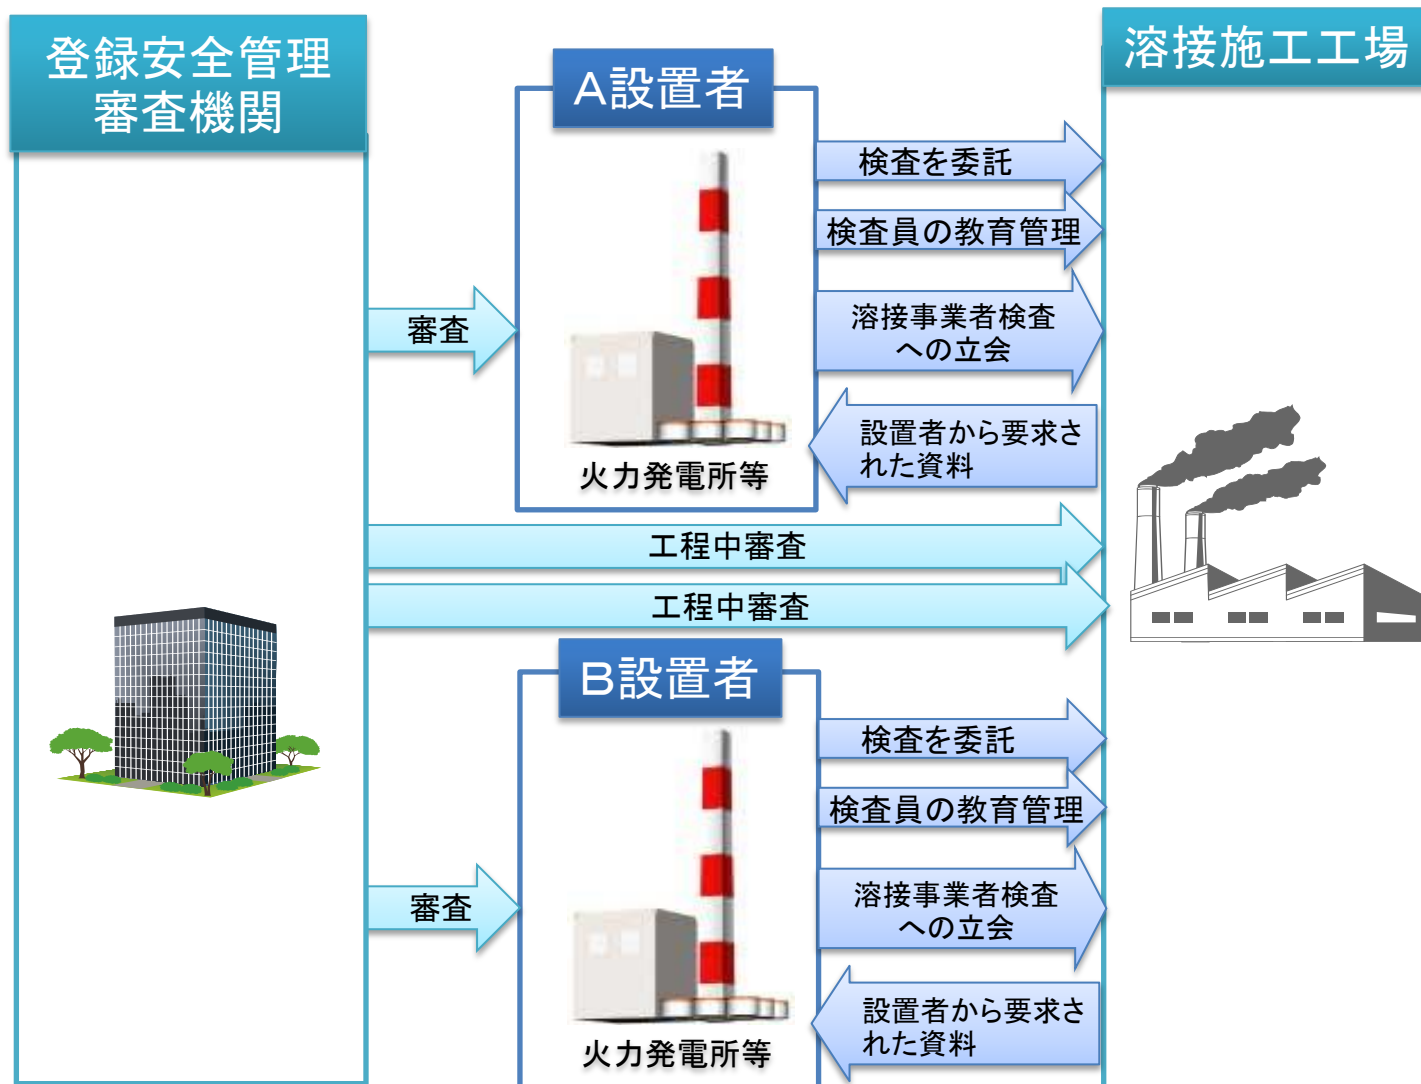 登録安全管理
審査機関
A設置者
溶接施工工場
検査を委託
検査員の教育管理
審査
溶接事業者検査
への立会
設置者から要求さ
れた資料
火力発電所等
工程中審査
工程中審査
B設置者
検査を委託
検査員の教育管理
審査
溶接事業者検査
への立会
設置者から要求さ
れた資料
火力発電所等